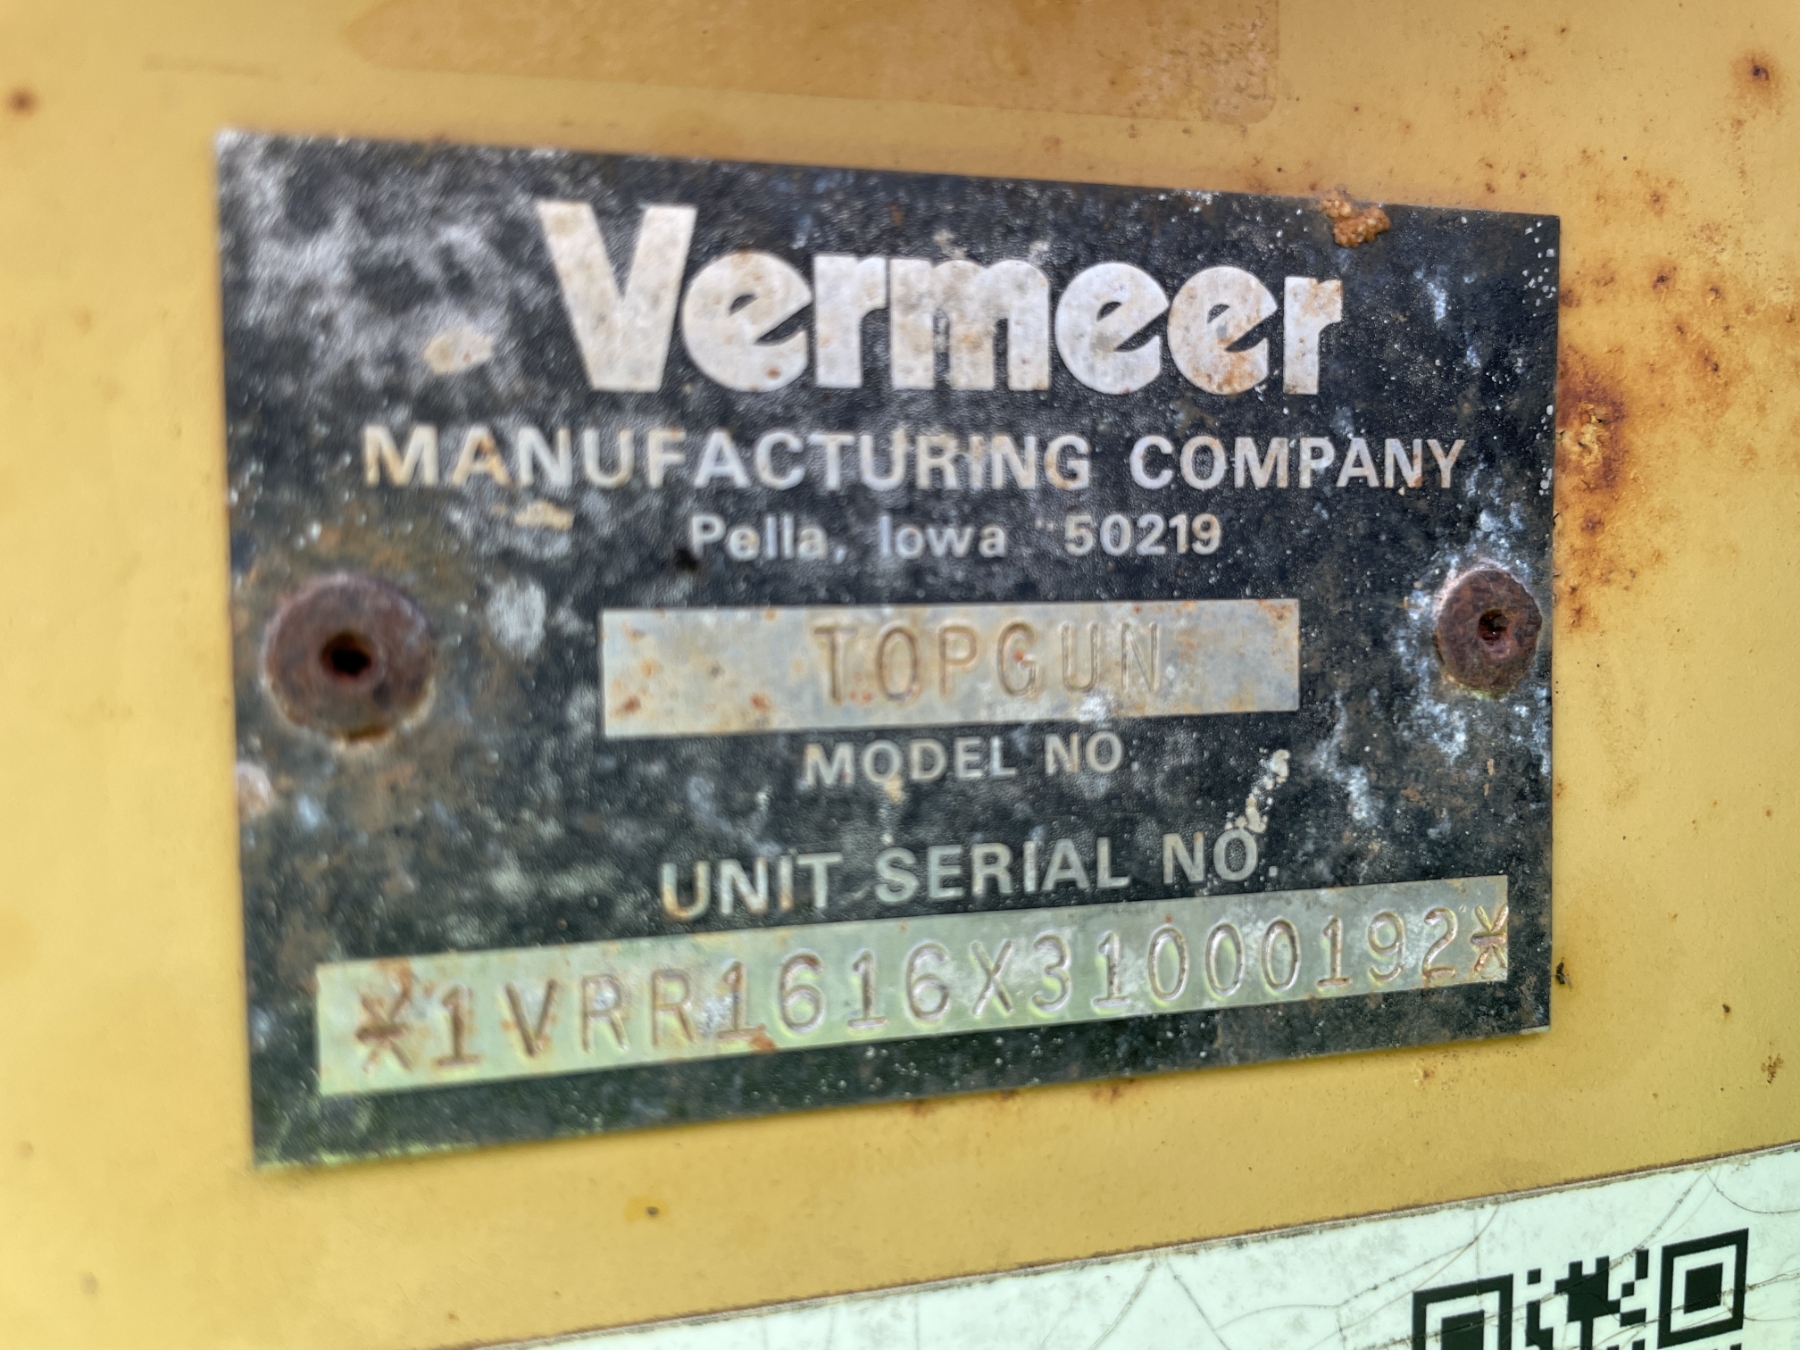 Vermeer
MANUFACTURING COMPANY
Pella, Iowa 50219
TOPGUN
MODEL NO.
UNIT SERIAL NO.
*1VRR1616X31000192*